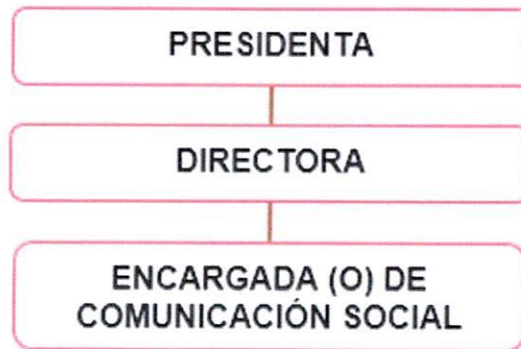 PRESIDENTA
DIRECTORA
ENCARGADA (O) DE
COMUNICACIÓN SOCIAL